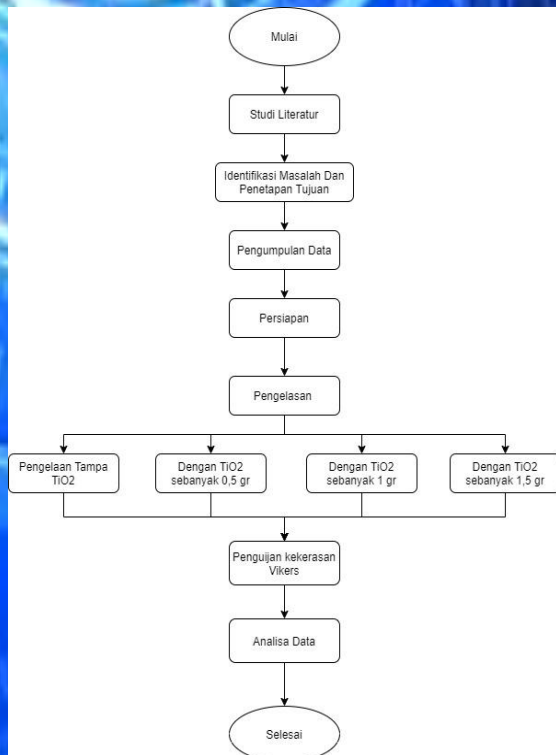 Mulai
Studi Literatur
Identifikasi Masalah Dan
Penetapan Tujuan
Pengumpulan Data
Persiapan
Pengelasan
Pengelaan Tampa
TiO2
Dengan TiO2
sebanyak 0,5 gr
Dengan TiO2
sebanyak 1 gr
Dengan TiO2
sebanyak 1,5 gr
Penguijan kekerasan
Vikers
Analisa Data
Selesai